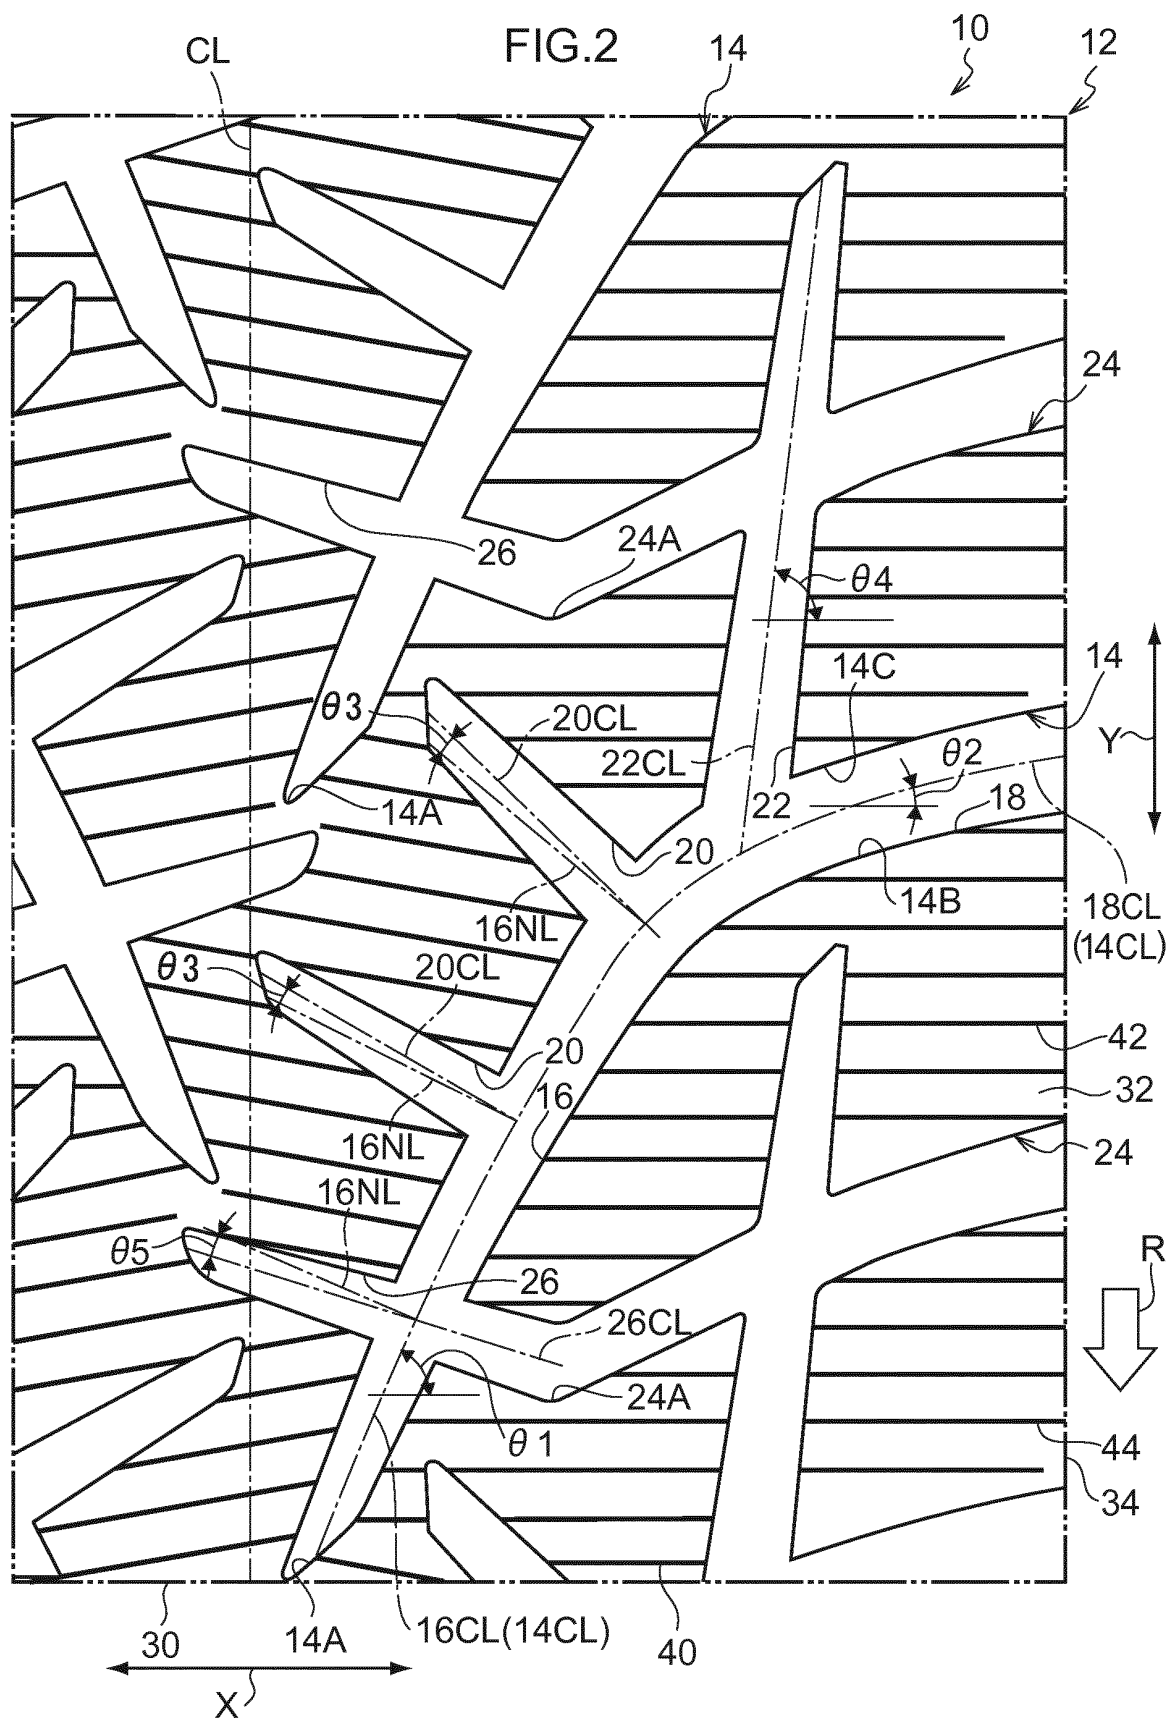 FIG.2
CL
14
10
12
24
26
24A
θ4
14C
14
θ3
20CL
22CL
θ2
Y
14A
22
18
20
16NL
14B
18CL
(14CL)
θ3
20CL
42
20
16
32
16NL
24
16NL
θ5
26
R
26CL
24A
θ1
44
34
30
14A
16CL(14CL)
40
X